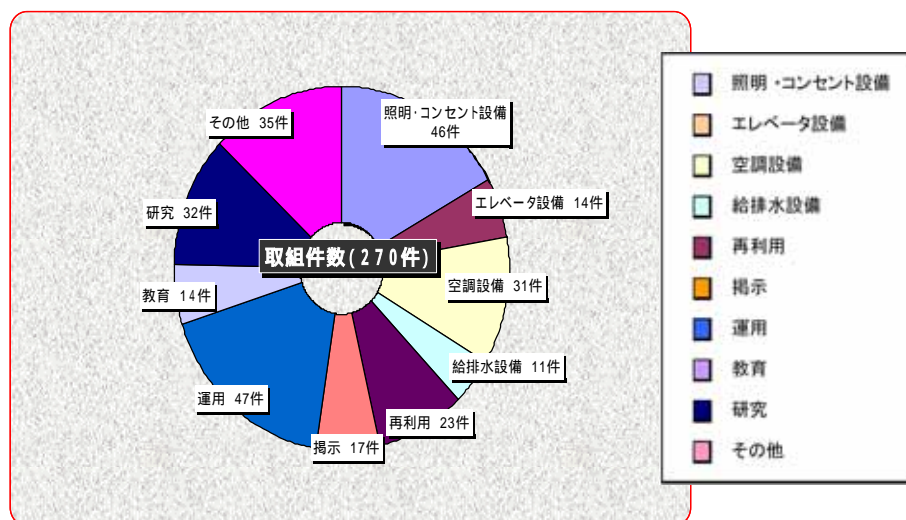 照明・コンセント設備
46件
エレベータ設備 14件
空調設備 31件
給排水設備 11件
再利用 23件
掲示 17件
運用 47件
教育 14件
研究 32件
その他 35件
取組件数(270件)
照明・コンセント設備
エレベータ設備
空調設備
給排水設備
再利用
掲示
運用
教育
研究
その他